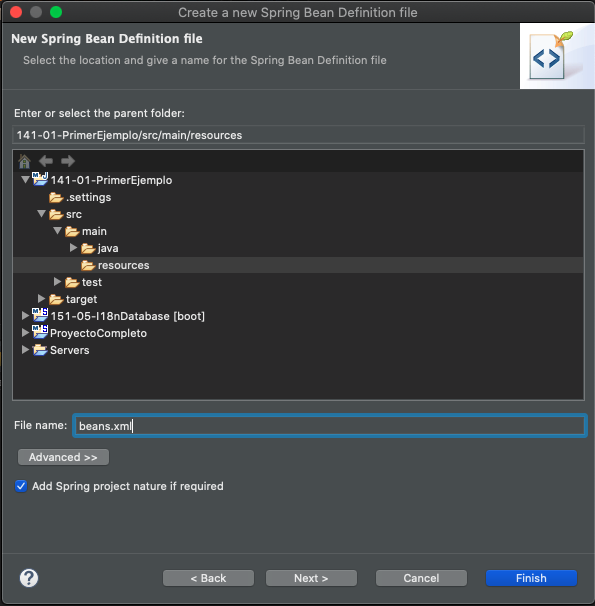 Create a new Spring Bean Definition file
New Spring Bean Definition file
Select the location and give a name for the Spring Bean Definition file
Enter or select the parent folder:
141-01-PrimerEjemplo/src/main/resources
141-01-PrimerEjemplo
.settings
src
main
java
resources
test
target
151-05-I18nDatabase [boot]
ProyectoCompleto
Servers
File name: beans.xml
Advanced >>
Add Spring project nature if required
? < Back Next > Cancel Finish